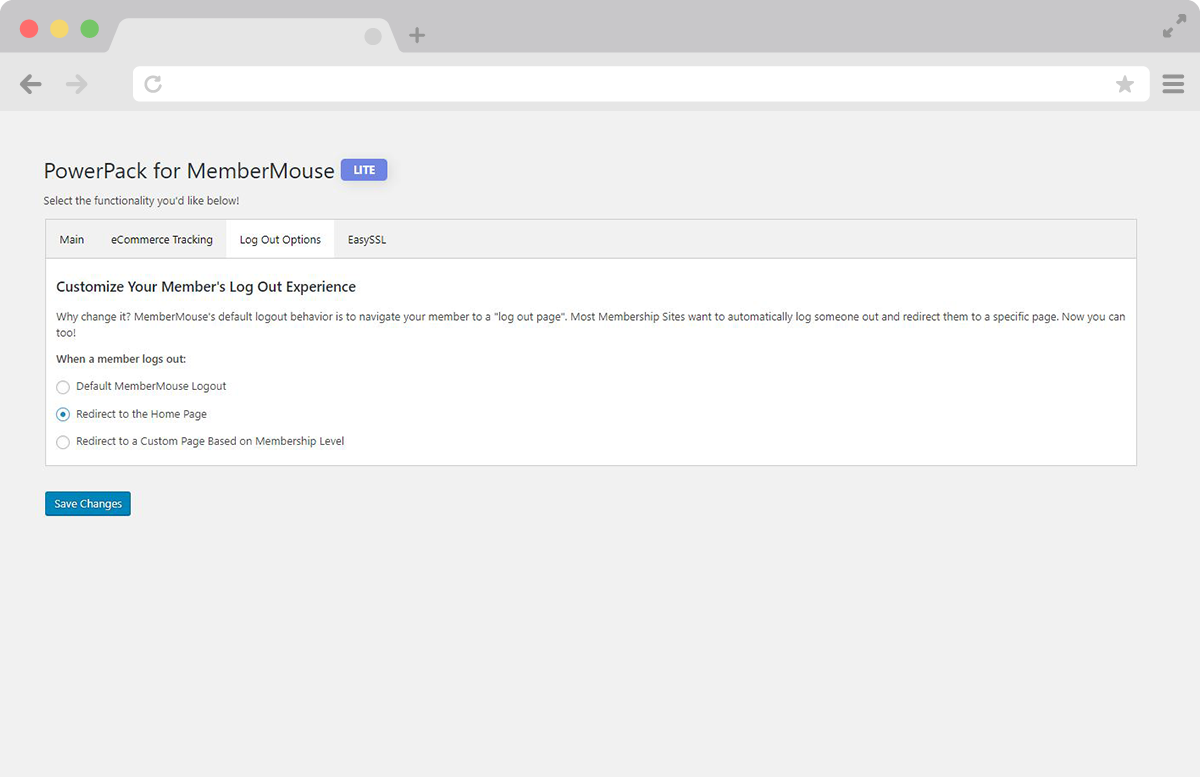 PowerPack for MemberMouse LITE
Select the functionality you'd like below!
Main eCommerce Tracking Log Out Options EasySSL
Customize Your Member's Log Out Experience
Why change it? MemberMouse's default logout behavior is to navigate your member to a "log out page". Most Membership Sites want to automatically log someone out and redirect them to a specific page. Now you can
too!
When a member logs out:
Default MemberMouse Logout
Redirect to the Home Page
Redirect to a Custom Page Based on Membership Level
Save Changes